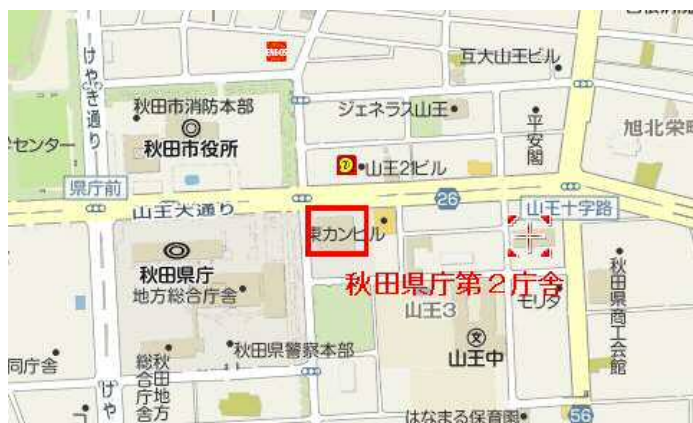 けやき通り
ENEOS
互大山王ビル
秋田市消防本部
ジェネラス山王
平安閣
旭北栄町
センター
秋田市役所
山王21ビル
県庁前
山王大通り
26
山王十字路
東カンビル
秋田県庁
地方総合庁舎
秋田県庁第２庁舎
山王3
モリタ
秋田県商工会館
文
山王中
同庁舎
秋田県警察本部
秋田地方
総合庁舎
けや
はなまる保育園
56